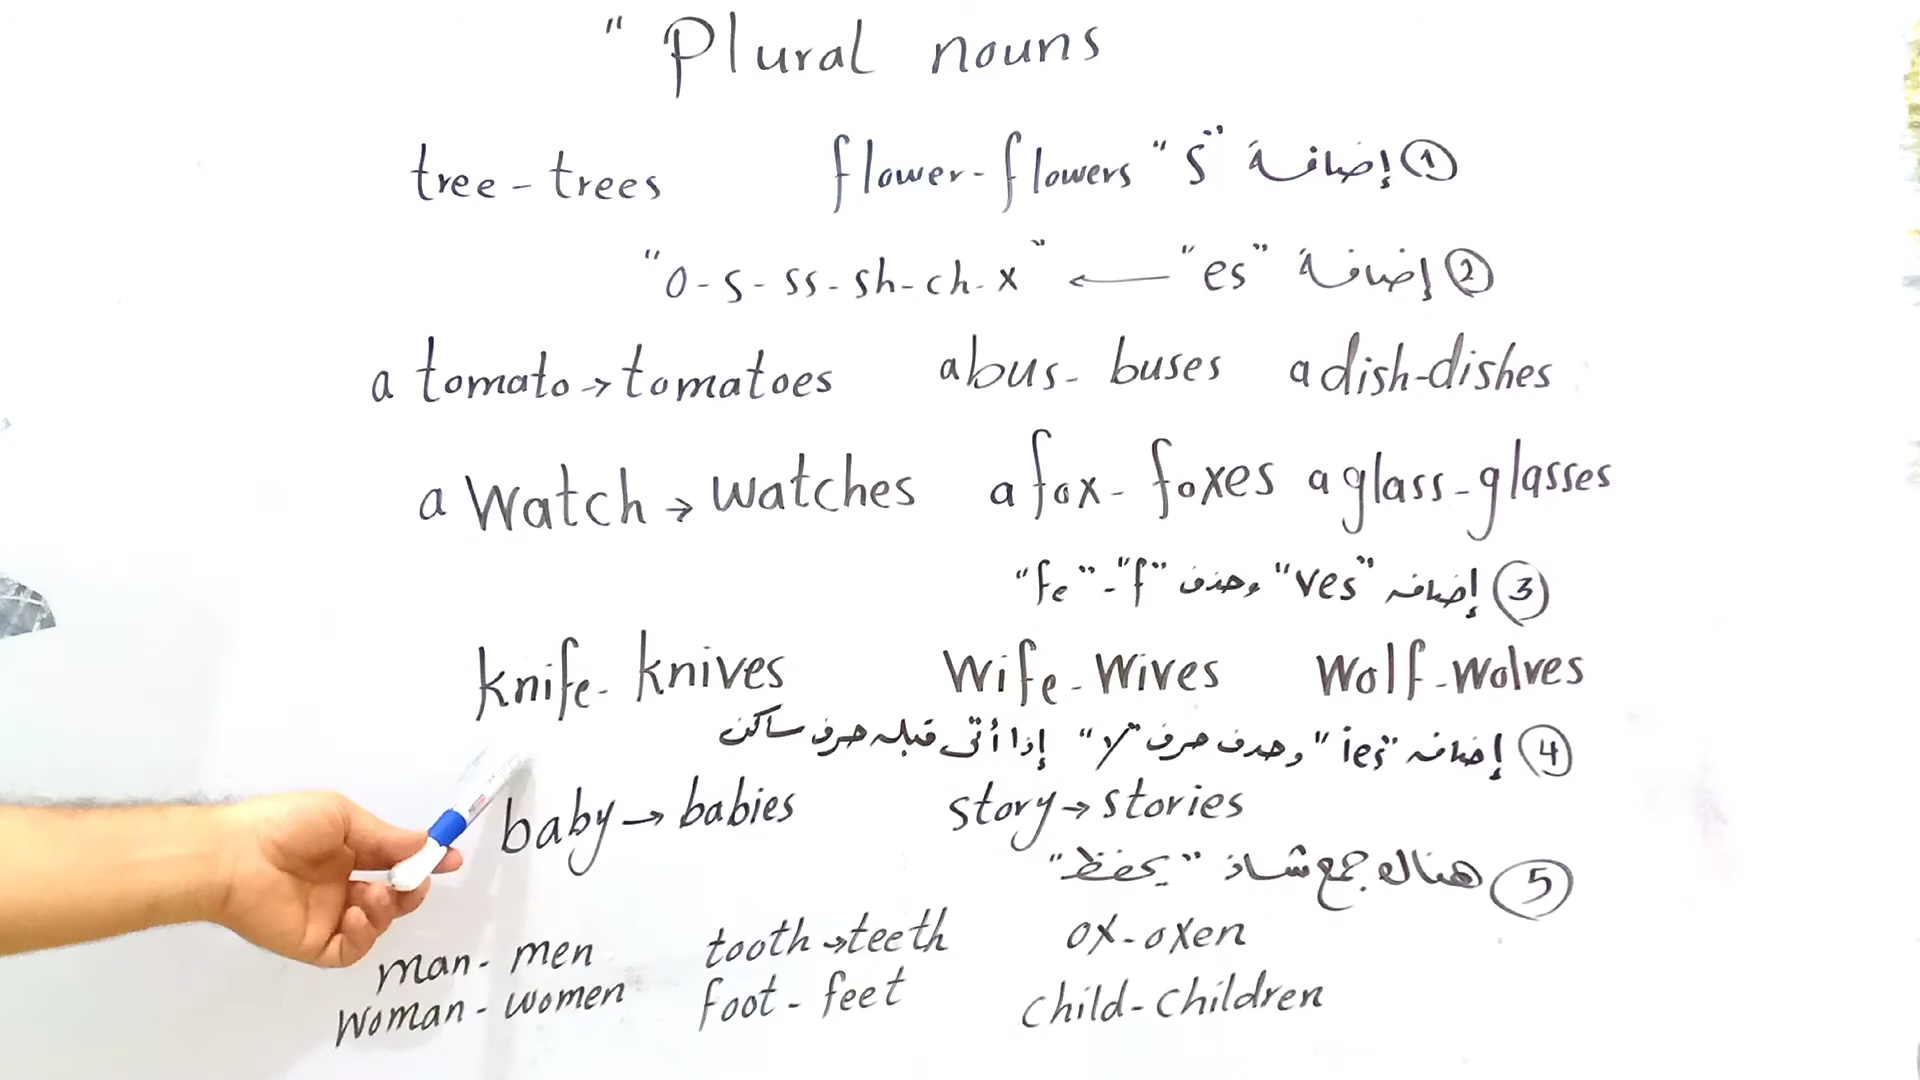 " Plural nouns
① إضافة "s" flower - flowers tree - trees
② إضافة "es" ← "o - s - ss - sh - ch - x"
a tomato → tomatoes a bus - buses a dish - dishes
a watch → watches a fox - foxes a glass - glasses
③ إضافه "ves" وحذف "f" - "fe"
knife - knives wife - wives wolf - wolves
④ إضافه "ies" وحدف حرف "y" إذا أتى قبله حرف ساكن
baby → babies story → stories
⑤ هناك جمع شاذ "يحفظ"
man - men tooth → teeth ox - oxen
woman - women foot - feet child - children